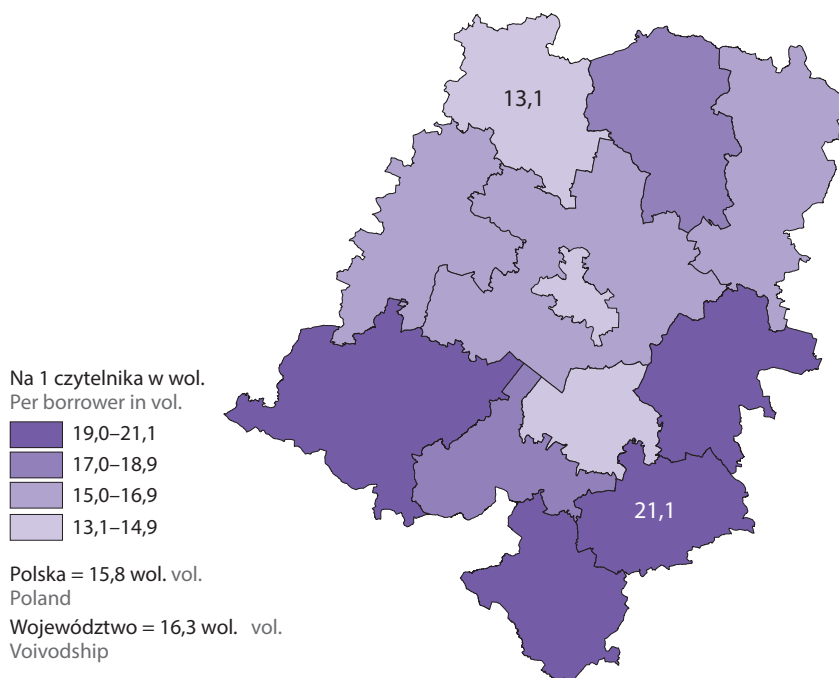 13,1
Na 1 czytelnika w wol.
Per borrower in vol.
19,0–21,1
17,0–18,9
15,0–16,9
13,1–14,9
21,1
Polska = 15,8 wol. vol.
Poland
Województwo = 16,3 wol. vol.
Voivodship